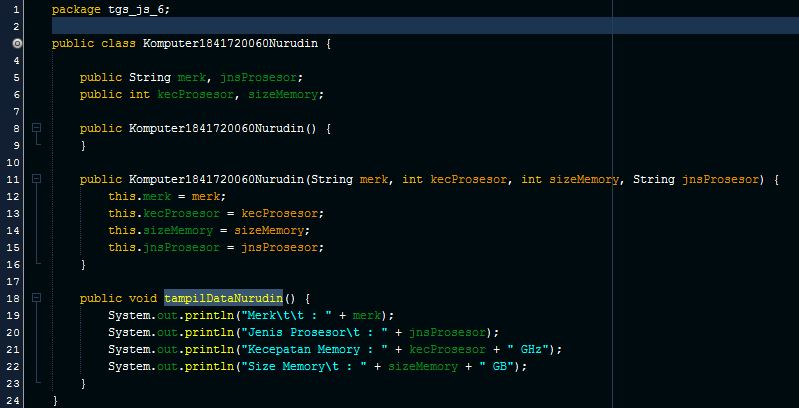 1 package tgs_js_6;
2
public class Komputer1841720060Nurudin {
4
5 public String merk, jnsProsesor;
6 public int kecProsesor, sizeMemory;
7
8 public Komputer1841720060Nurudin() {
9 }
10
11 public Komputer1841720060Nurudin(String merk, int kecProsesor, int sizeMemory, String jnsProsesor) {
12 this.merk = merk;
13 this.kecProsesor = kecProsesor;
14 this.sizeMemory = sizeMemory;
15 this.jnsProsesor = jnsProsesor;
16 }
17
18 public void tampilDataNurudin() {
19 System.out.println("Merk\t\t : " + merk);
20 System.out.println("Jenis Prosesor\t : " + jnsProsesor);
21 System.out.println("Kecepatan Memory : " + kecProsesor + " GHz");
22 System.out.println("Size Memory\t : " + sizeMemory + " GB");
23 }
24 }